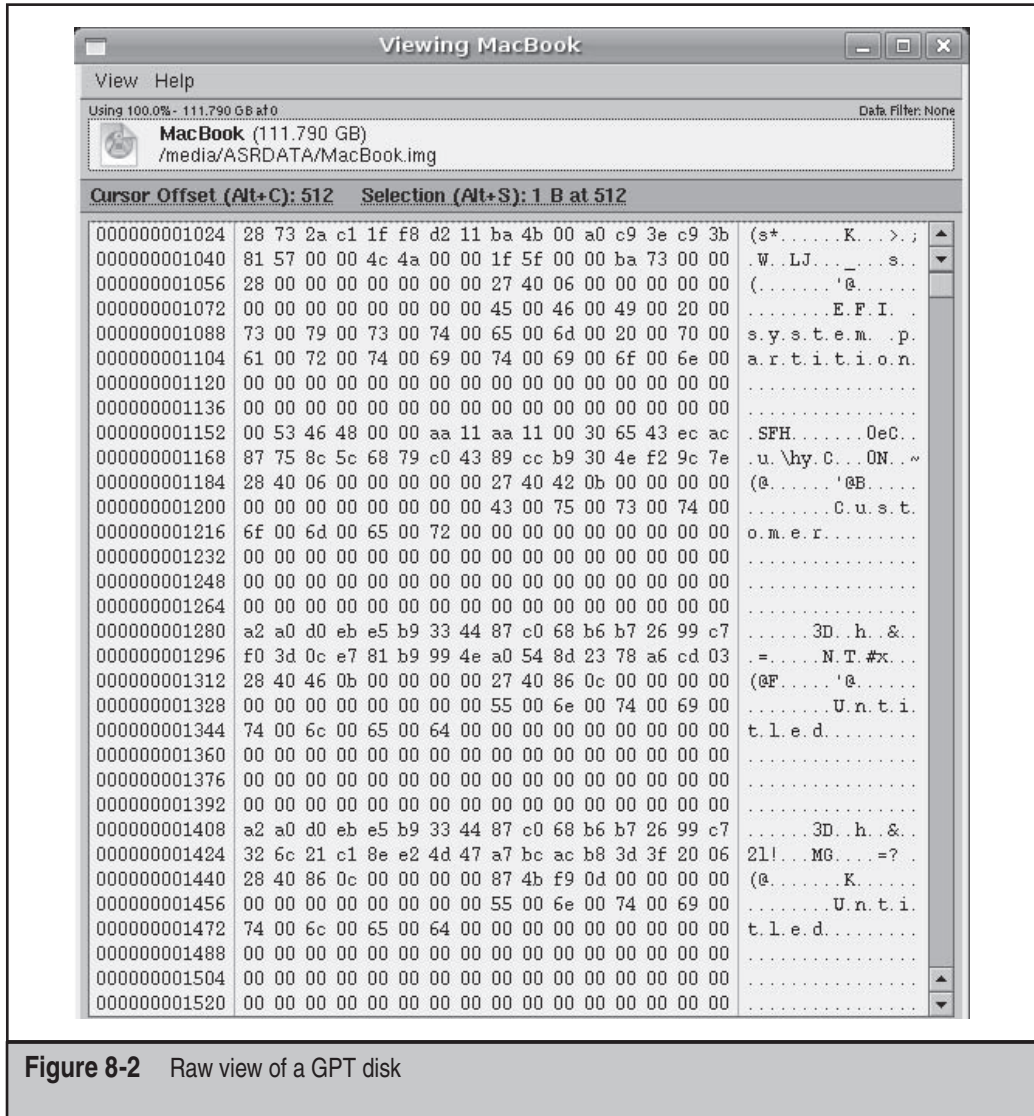 Viewing MacBook
View Help
Using 100.0% - 111.790 GB at 0 Data Filter: None
MacBook (111.790 GB)
/media/ASRDATA/MacBook.img
Cursor Offset (Alt+C): 512 Selection (Alt+S): 1 B at 512
000000001024 28 73 2a c1 1f f8 d2 11 ba 4b 00 a0 c9 3e c9 3b (s*......K...>.;
000000001040 81 57 00 00 4c 4a 00 00 1f 5f 00 00 ba 73 00 00 .W..LJ..._...s..
000000001056 28 00 00 00 00 00 00 00 27 40 06 00 00 00 00 00 (.......'@......
000000001072 00 00 00 00 00 00 00 00 45 00 46 00 49 00 20 00 ........E.F.I. .
000000001088 73 00 79 00 73 00 74 00 65 00 6d 00 20 00 70 00 s.y.s.t.e.m. .p.
000000001104 61 00 72 00 74 00 69 00 74 00 69 00 6f 00 6e 00 a.r.t.i.t.i.o.n.
000000001120 00 00 00 00 00 00 00 00 00 00 00 00 00 00 00 00 ................
000000001136 00 00 00 00 00 00 00 00 00 00 00 00 00 00 00 00 ................
000000001152 00 53 46 48 00 00 aa 11 aa 11 00 30 65 43 ec ac .SFH.......0eC..
000000001168 87 75 8c 5c 68 79 c0 43 89 cc b9 30 4e f2 9c 7e .u.\hy.C...0N..~
000000001184 28 40 06 00 00 00 00 00 27 40 42 0b 00 00 00 00 (@......'@B.....
000000001200 00 00 00 00 00 00 00 00 43 00 75 00 73 00 74 00 ........C.u.s.t.
000000001216 6f 00 6d 00 65 00 72 00 00 00 00 00 00 00 00 00 o.m.e.r.........
000000001232 00 00 00 00 00 00 00 00 00 00 00 00 00 00 00 00 ................
000000001248 00 00 00 00 00 00 00 00 00 00 00 00 00 00 00 00 ................
000000001264 00 00 00 00 00 00 00 00 00 00 00 00 00 00 00 00 ................
000000001280 a2 a0 d0 eb e5 b9 33 44 87 c0 68 b6 b7 26 99 c7 ......3D..h..&..
000000001296 f0 3d 0c e7 81 b9 99 4e a0 54 8d 23 78 a6 cd 03 .=.....N.T.#x...
000000001312 28 40 46 0b 00 00 00 00 27 40 86 0c 00 00 00 00 (@F.....'@......
000000001328 00 00 00 00 00 00 00 00 55 00 6e 00 74 00 69 00 ........U.n.t.i.
000000001344 74 00 6c 00 65 00 64 00 00 00 00 00 00 00 00 00 t.l.e.d.........
000000001360 00 00 00 00 00 00 00 00 00 00 00 00 00 00 00 00 ................
000000001376 00 00 00 00 00 00 00 00 00 00 00 00 00 00 00 00 ................
000000001392 00 00 00 00 00 00 00 00 00 00 00 00 00 00 00 00 ................
000000001408 a2 a0 d0 eb e5 b9 33 44 87 c0 68 b6 b7 26 99 c7 ......3D..h..&..
000000001424 32 6c 21 c1 8e e2 4d 47 a7 bc ac b8 3d 3f 20 06 2l!...MG....=? .
000000001440 28 40 86 0c 00 00 00 00 87 4b f9 0d 00 00 00 00 (@.......K......
000000001456 00 00 00 00 00 00 00 00 55 00 6e 00 74 00 69 00 ........U.n.t.i.
000000001472 74 00 6c 00 65 00 64 00 00 00 00 00 00 00 00 00 t.l.e.d.........
000000001488 00 00 00 00 00 00 00 00 00 00 00 00 00 00 00 00 ................
000000001504 00 00 00 00 00 00 00 00 00 00 00 00 00 00 00 00 ................
000000001520 00 00 00 00 00 00 00 00 00 00 00 00 00 00 00 00 ................
Figure 8-2 Raw view of a GPT disk